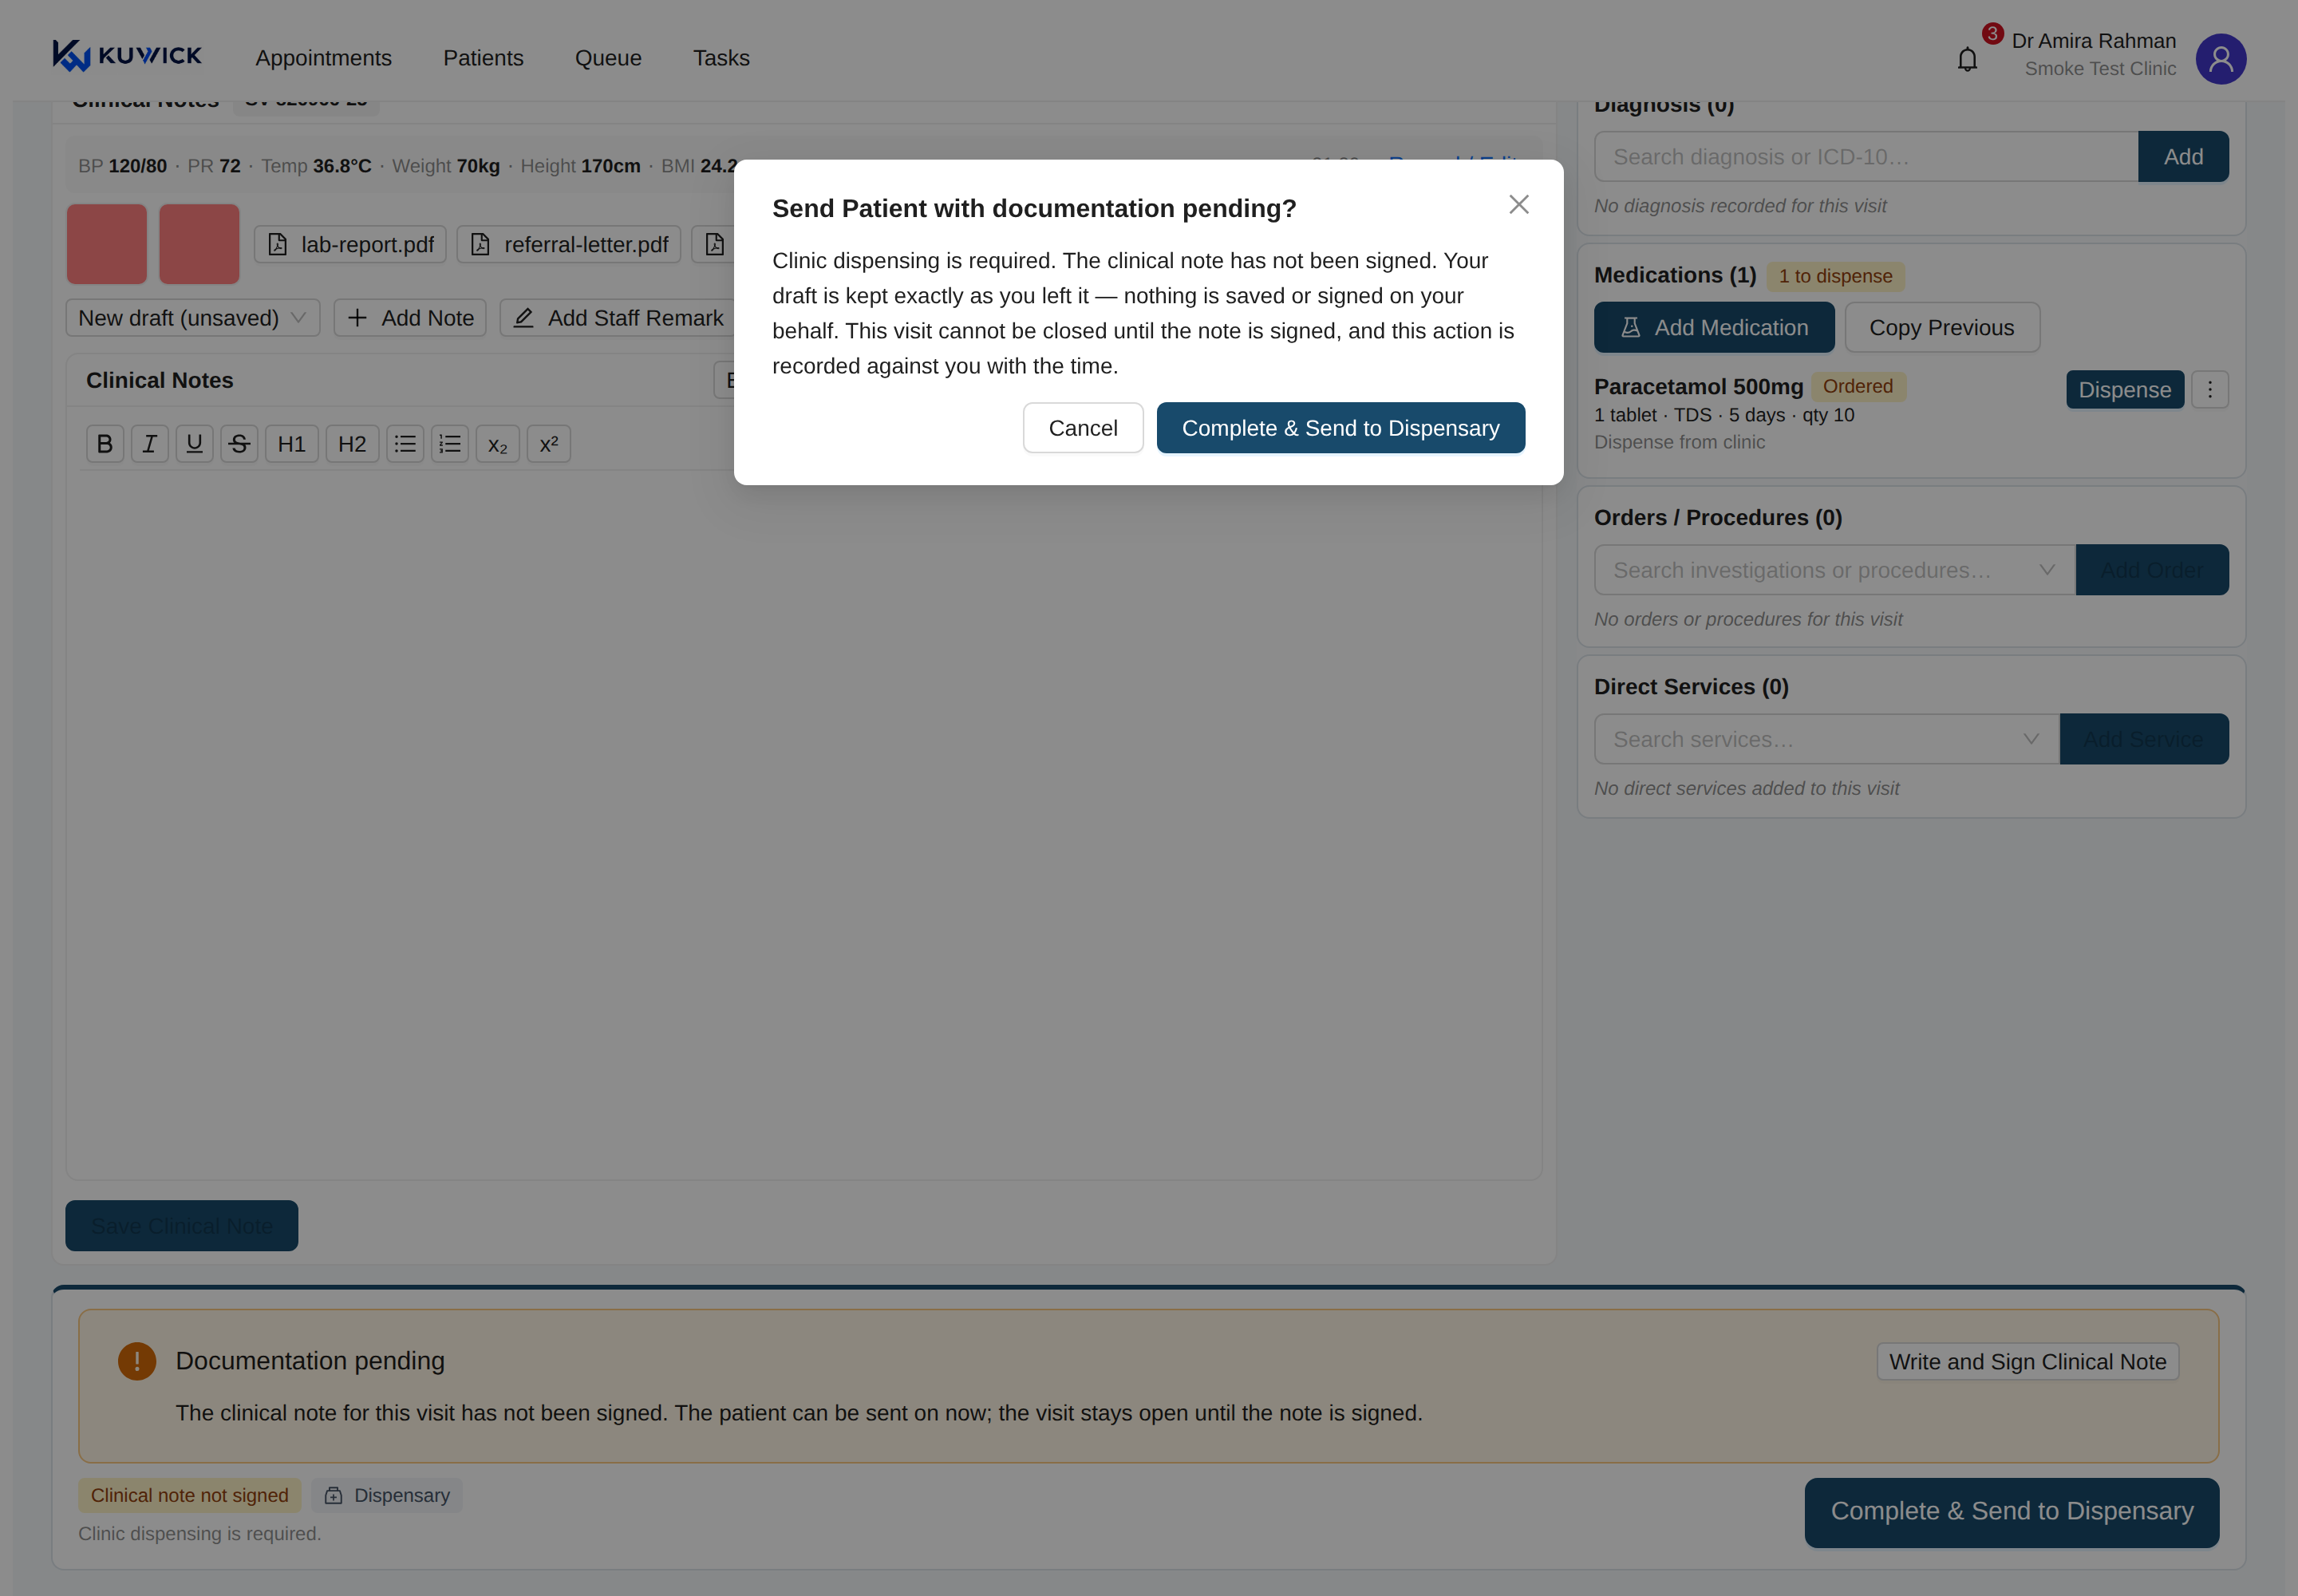 KUWICK
Appointments
Patients
Queue
Tasks
3
Dr Amira Rahman
Smoke Test Clinic
Clinical Notes
BP 120/80 · PR 72 · Temp 36.8°C · Weight 70kg · Height 170cm · BMI 24.2
lab-report.pdf
referral-letter.pdf
New draft (unsaved)
Add Note
Add Staff Remark
Clinical Notes
B I U S H1 H2 x₂ x²
Save Clinical Note
Send Patient with documentation pending?
Clinic dispensing is required. The clinical note has not been signed. Your
draft is kept exactly as you left it — nothing is saved or signed on your
behalf. This visit cannot be closed until the note is signed, and this action is
recorded against you with the time.
Cancel
Complete & Send to Dispensary
Diagnosis (0)
Search diagnosis or ICD-10…
Add
No diagnosis recorded for this visit
Medications (1)
1 to dispense
Add Medication
Copy Previous
Paracetamol 500mg
Ordered
Dispense
1 tablet · TDS · 5 days · qty 10
Dispense from clinic
Orders / Procedures (0)
Search investigations or procedures…
Add Order
No orders or procedures for this visit
Direct Services (0)
Search services…
Add Service
No direct services added to this visit
Documentation pending
Write and Sign Clinical Note
The clinical note for this visit has not been signed. The patient can be sent on now; the visit stays open until the note is signed.
Clinical note not signed
Dispensary
Clinic dispensing is required.
Complete & Send to Dispensary